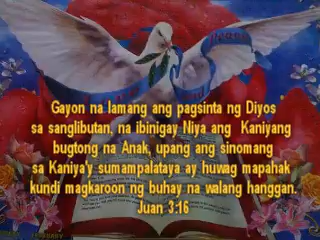 Gayon na lamang ang pagsinta ng Diyos
sa sanglibutan, na ibinigay Niya ang Kaniyang
bugtong na Anak, upang ang sinomang
sa Kaniya'y sumampalataya ay huwag mapahak
kundi magkaroon ng buhay na walang hanggan.
Juan 3:16